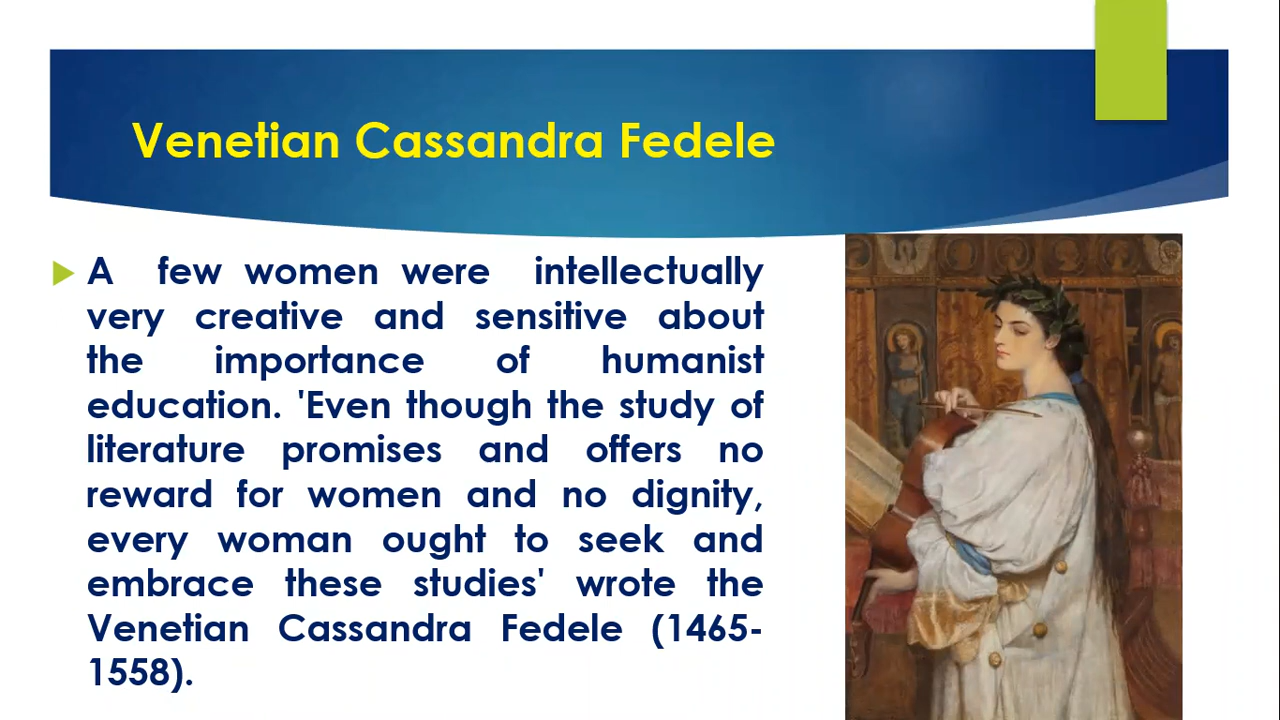 Venetian Cassandra Fedele
A few women were intellectually
very creative and sensitive about
the importance of humanist
education. 'Even though the study of
literature promises and offers no
reward for women and no dignity,
every woman ought to seek and
embrace these studies' wrote the
Venetian Cassandra Fedele (1465-
1558).